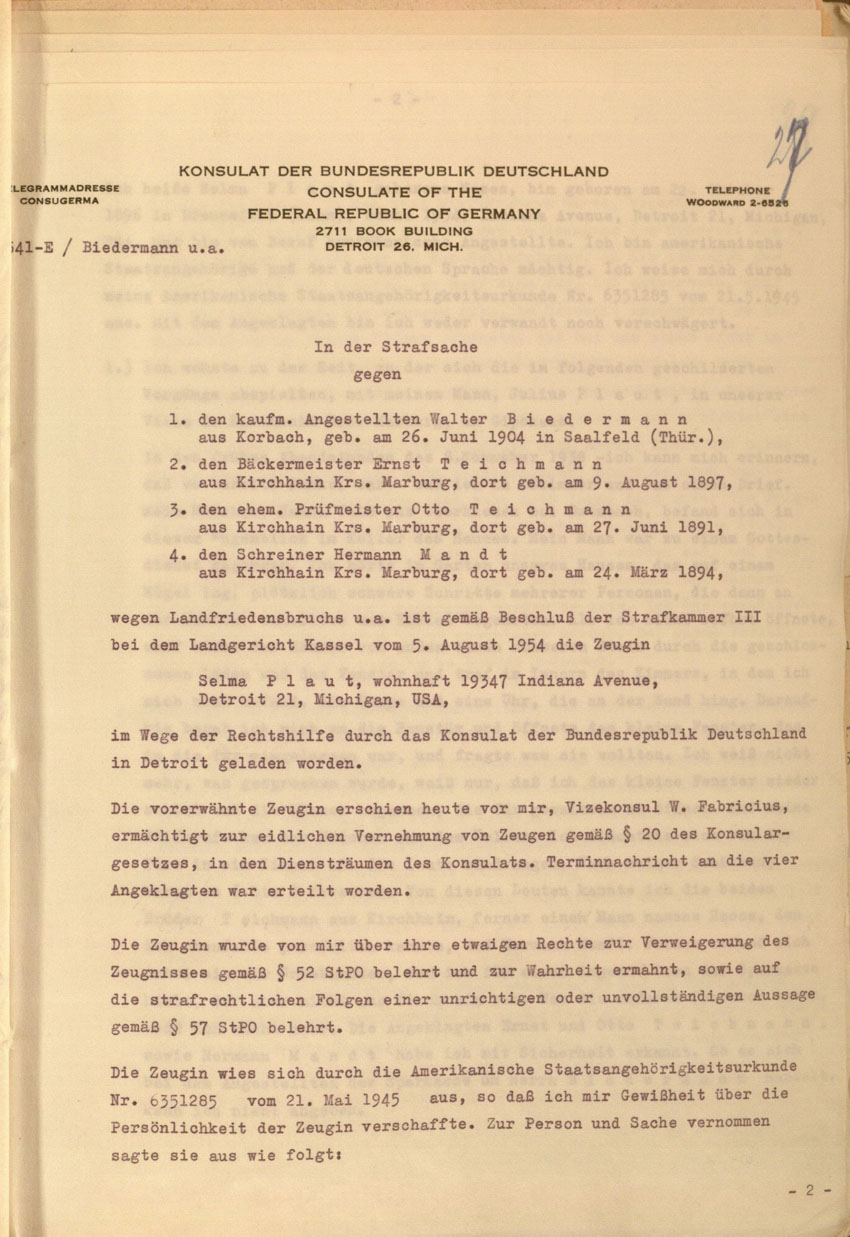 27
KONSULAT DER BUNDESREPUBLIK DEUTSCHLAND
LEGRAMMADRESSE
CONSUGERMA
CONSULATE OF THE
FEDERAL REPUBLIC OF GERMANY
2711 BOOK BUILDING
DETROIT 26. MICH.
TELEPHONE
WOODWARD 2-6526
541-E / Biedermann u.a.
In der Strafsache
gegen
1. den kaufm. Angestellten Walter B i e d e r m a n n
aus Korbach, geb. am 26. Juni 1904 in Saalfeld (Thür.),
2. den Bäckermeister Ernst T e i c h m a n n
aus Kirchhain Krs. Marburg, dort geb. am 9. August 1897,
3. den ehem. Prüfmeister Otto T e i c h m a n n
aus Kirchhain Krs. Marburg, dort geb. am 27. Juni 1891,
4. den Schreiner Hermann M a n d t
aus Kirchhain Krs. Marburg, dort geb. am 24. März 1894,
wegen Landfriedensbruchs u.a. ist gemäß Beschluß der Strafkammer III
bei dem Landgericht Kassel vom 5. August 1954 die Zeugin
Selma P l a u t, wohnhaft 19347 Indiana Avenue,
Detroit 21, Michigan, USA,
im Wege der Rechtshilfe durch das Konsulat der Bundesrepublik Deutschland
in Detroit geladen worden.
Die vorerwähnte Zeugin erschien heute vor mir, Vizekonsul W. Fabricius,
ermächtigt zur eidlichen Vernehmung von Zeugen gemäß § 20 des Konsular-
gesetzes, in den Diensträumen des Konsulats. Terminnachricht an die vier
Angeklagten war erteilt worden.
Die Zeugin wurde von mir über ihre etwaigen Rechte zur Verweigerung des
Zeugnisses gemäß § 52 StPO belehrt und zur Wahrheit ermahnt, sowie auf
die strafrechtlichen Folgen einer unrichtigen oder unvollständigen Aussage
gemäß § 57 StPO belehrt.
Die Zeugin wies sich durch die Amerikanische Staatsangehörigkeitsurkunde
Nr. 6351285 vom 21. Mai 1945 aus, so daß ich mir Gewißheit über die
Persönlichkeit der Zeugin verschaffte. Zur Person und Sache vernommen
sagte sie aus wie folgt:
- 2 -